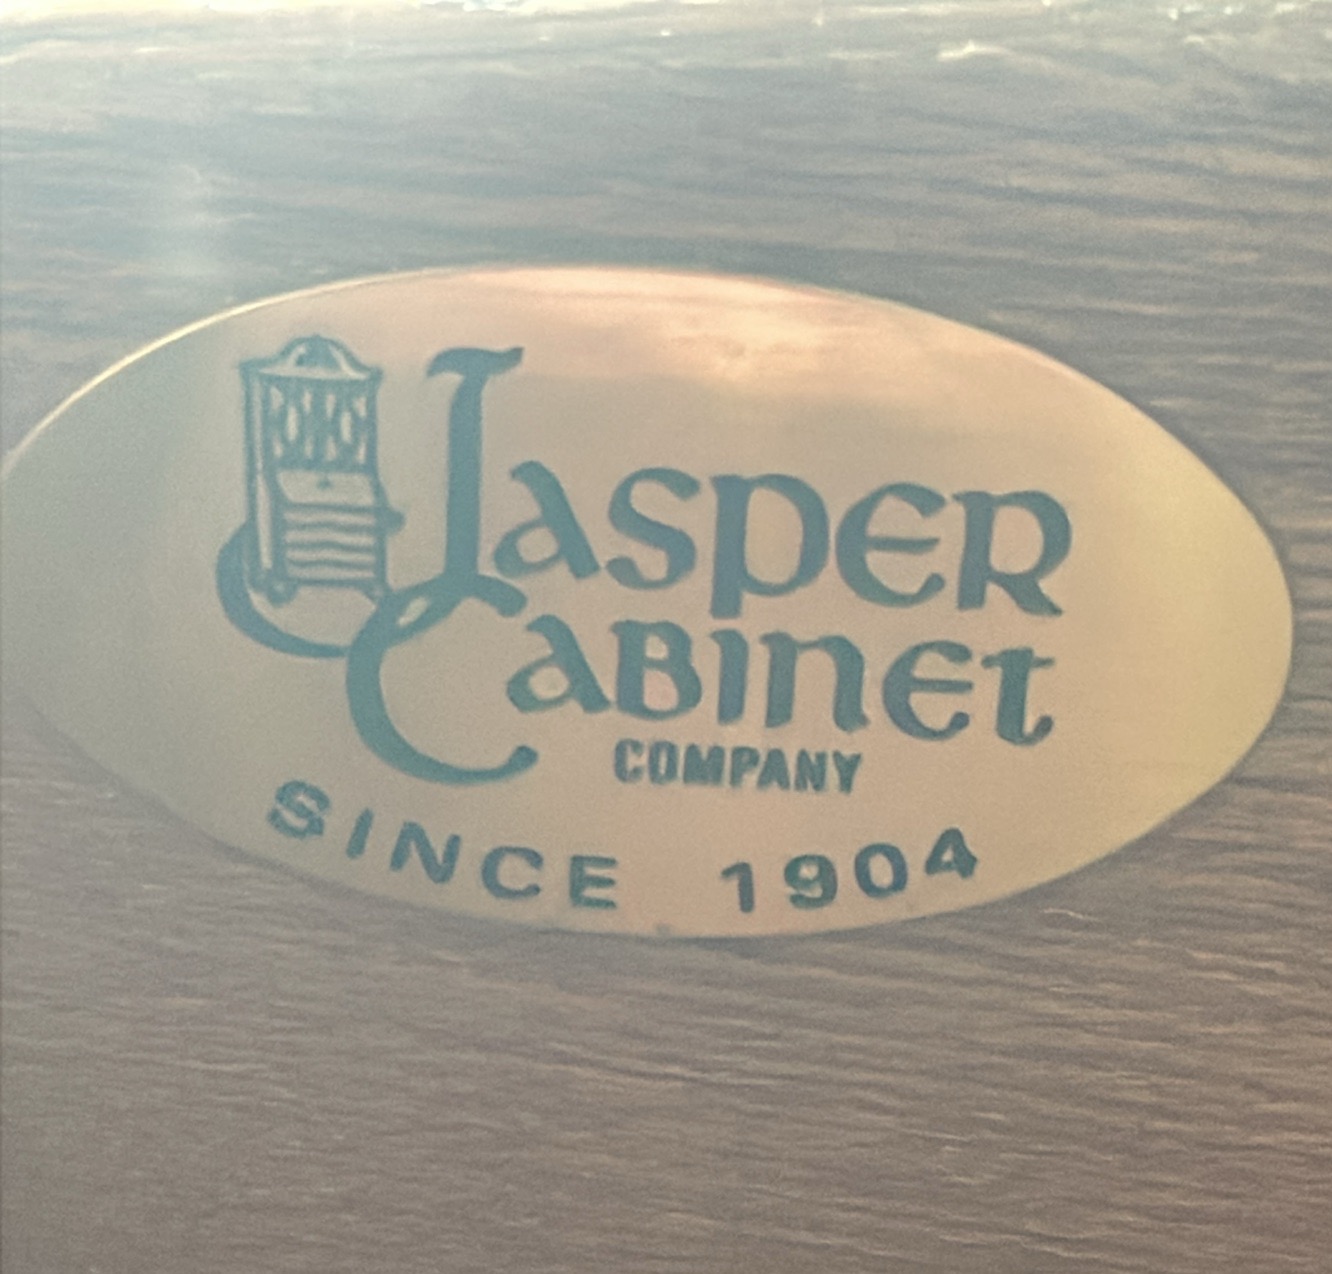 Jasper
Cabinet
COMPANY
SINCE 1904